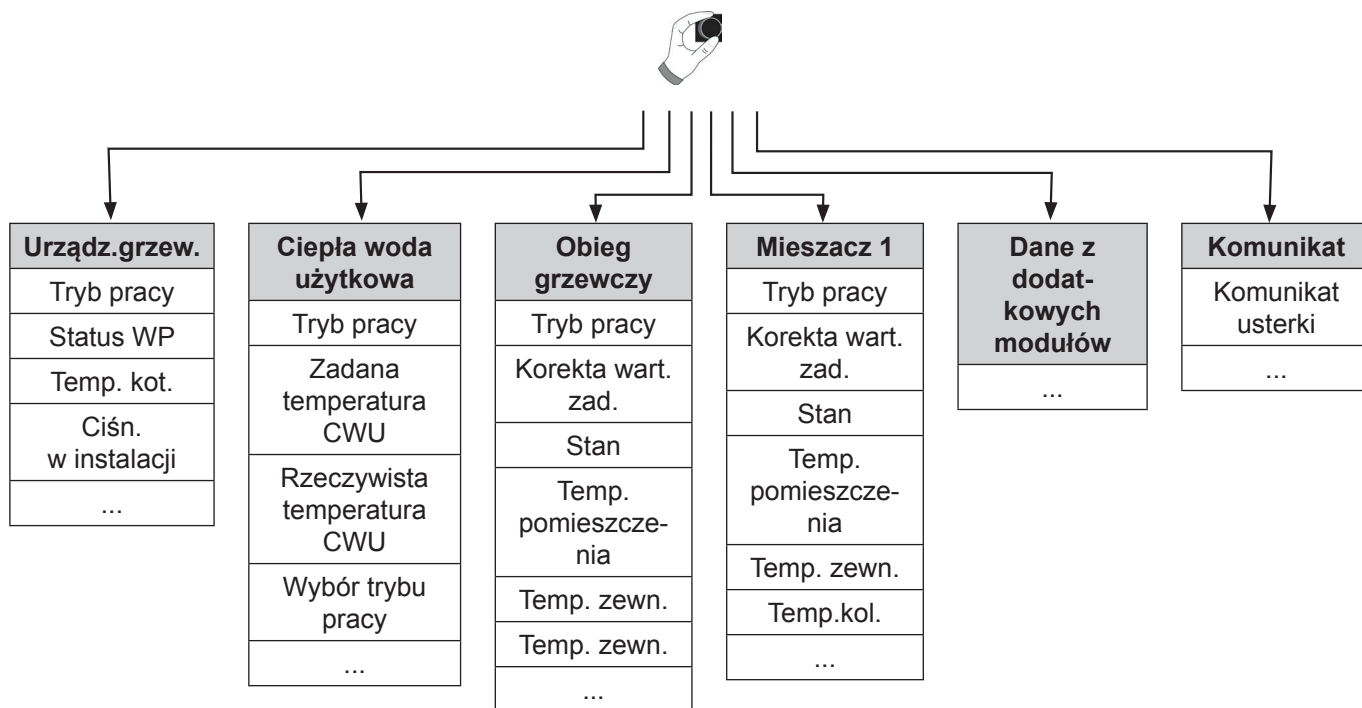 Urządz.grzew.
Tryb pracy
Status WP
Temp. kot.
Ciśn.
w instalacji
...
Ciepła woda
użytkowa
Tryb pracy
Zadana
temperatura
CWU
Rzeczywista
temperatura
CWU
Wybór trybu
pracy
...
Obieg
grzewczy
Tryb pracy
Korekta wart.
zad.
Stan
Temp.
pomieszcze-
nia
Temp. zewn.
Temp. zewn.
...
Mieszacz 1
Tryb pracy
Korekta wart.
zad.
Stan
Temp.
pomieszcze-
nia
Temp. zewn.
Temp.kol.
...
Dane z
dodat-
kowych
modułów
...
Komunikat
Komunikat
usterki
...